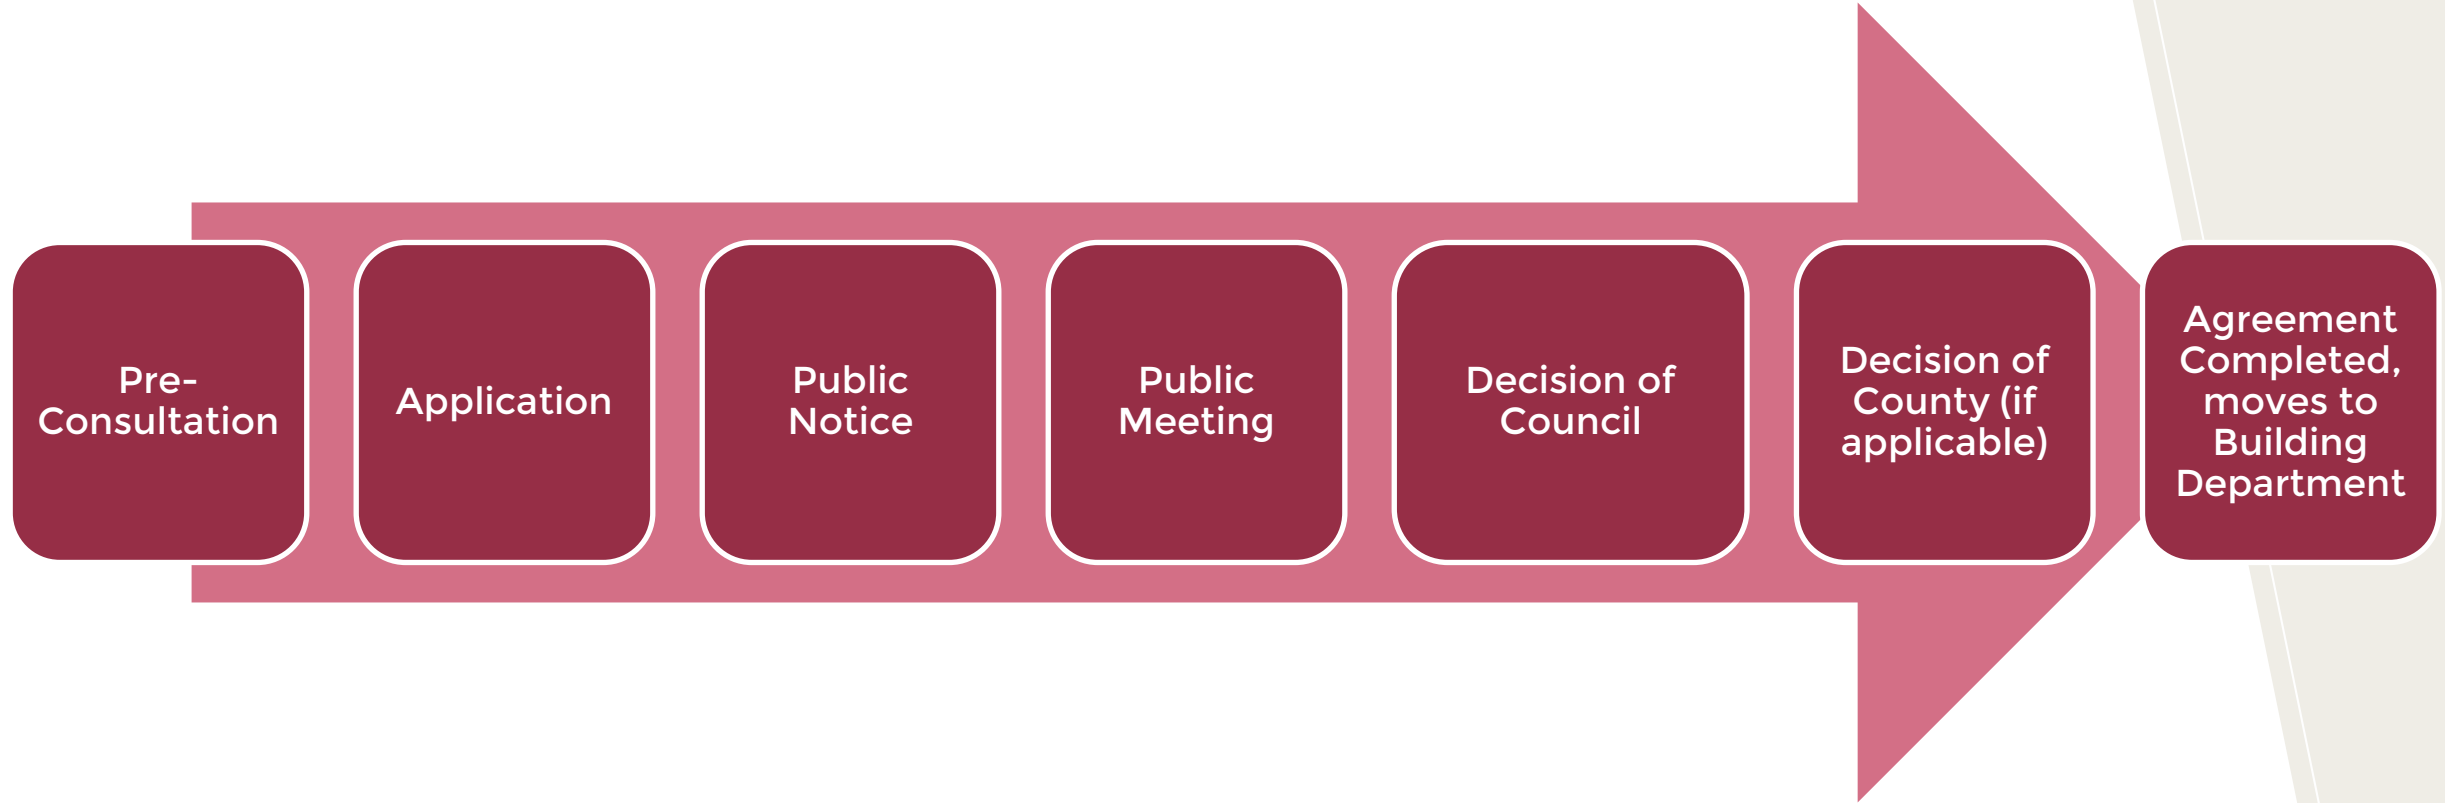 Pre-
Consultation
Application
Public
Notice
Public
Meeting
Decision of
Council
Decision of
County (if
applicable)
Agreement
Completed,
moves to
Building
Department